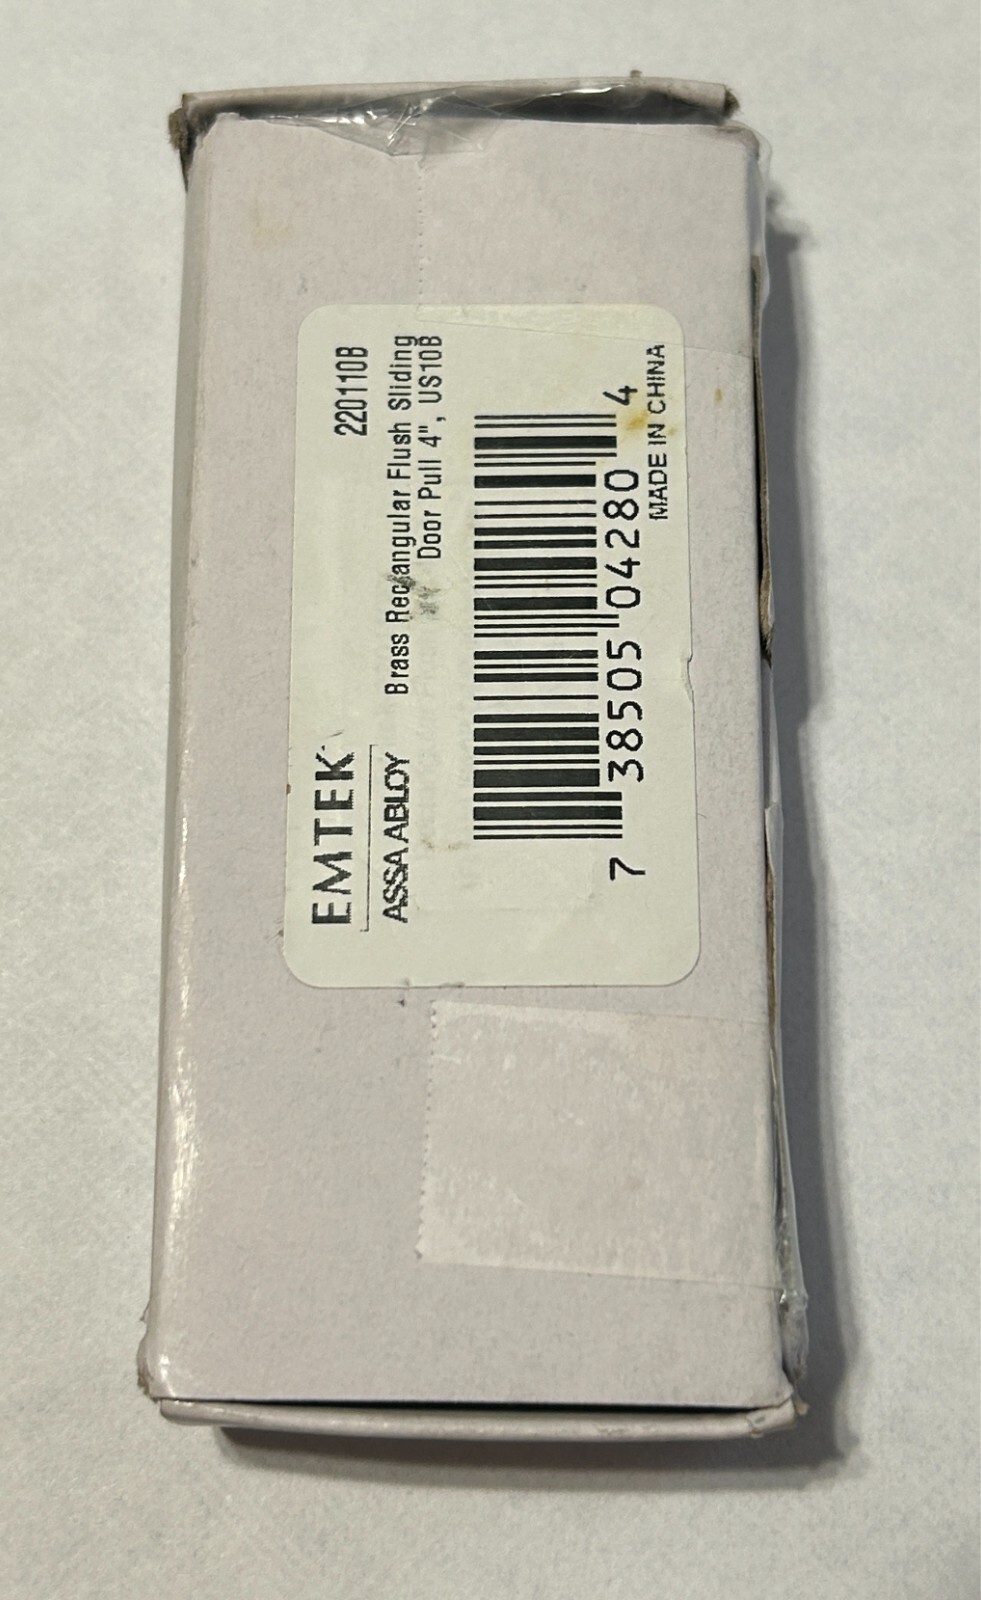 EMTEK
ASSA ABLOY
220110B
Brass Rectangular Flush Sliding
Door Pull 4", US10B
7 38505 04280 4
MADE IN CHINA